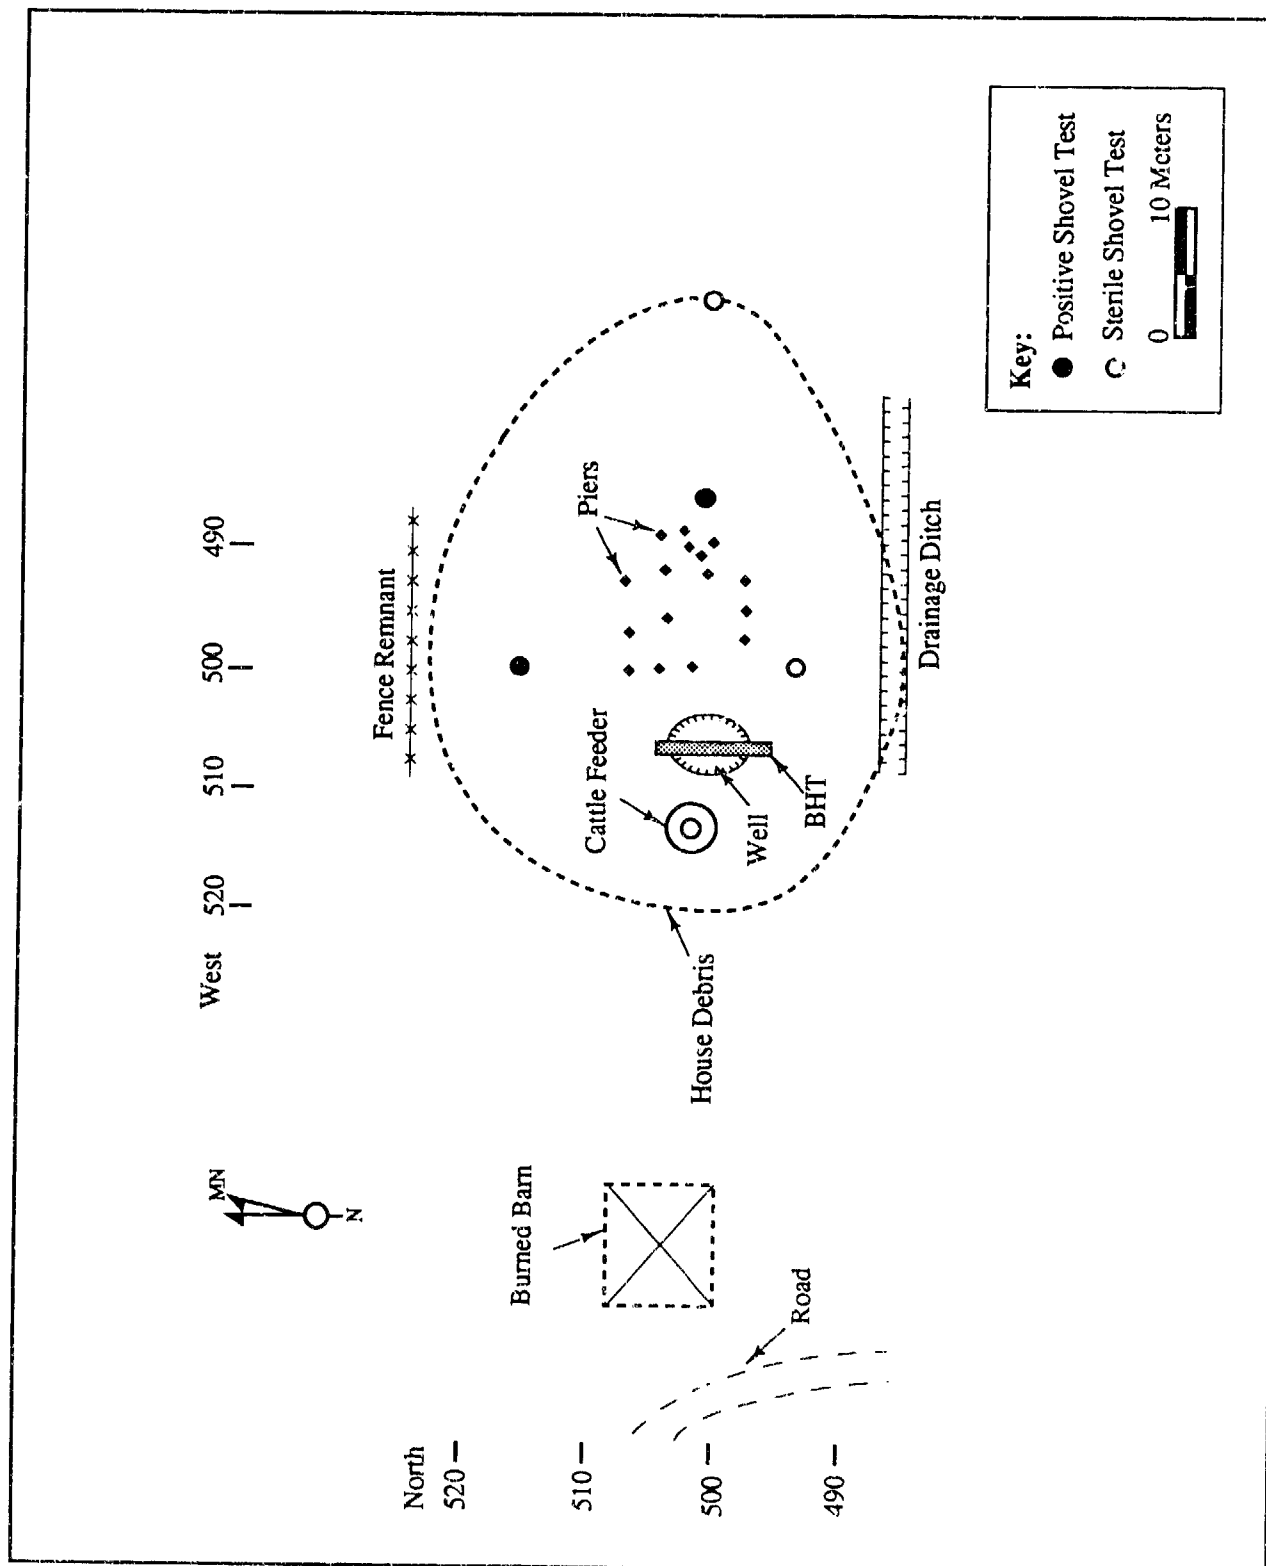 West
520
510
500
490
MN
N
Fence Remnant
Piers
Cattle Feeder
Well
BHT
Drainage Ditch
House Debris
Burned Barn
Road
North
520
510
500
490
Key:
Positive Shovel Test
Sterile Shovel Test
0 10 Meters